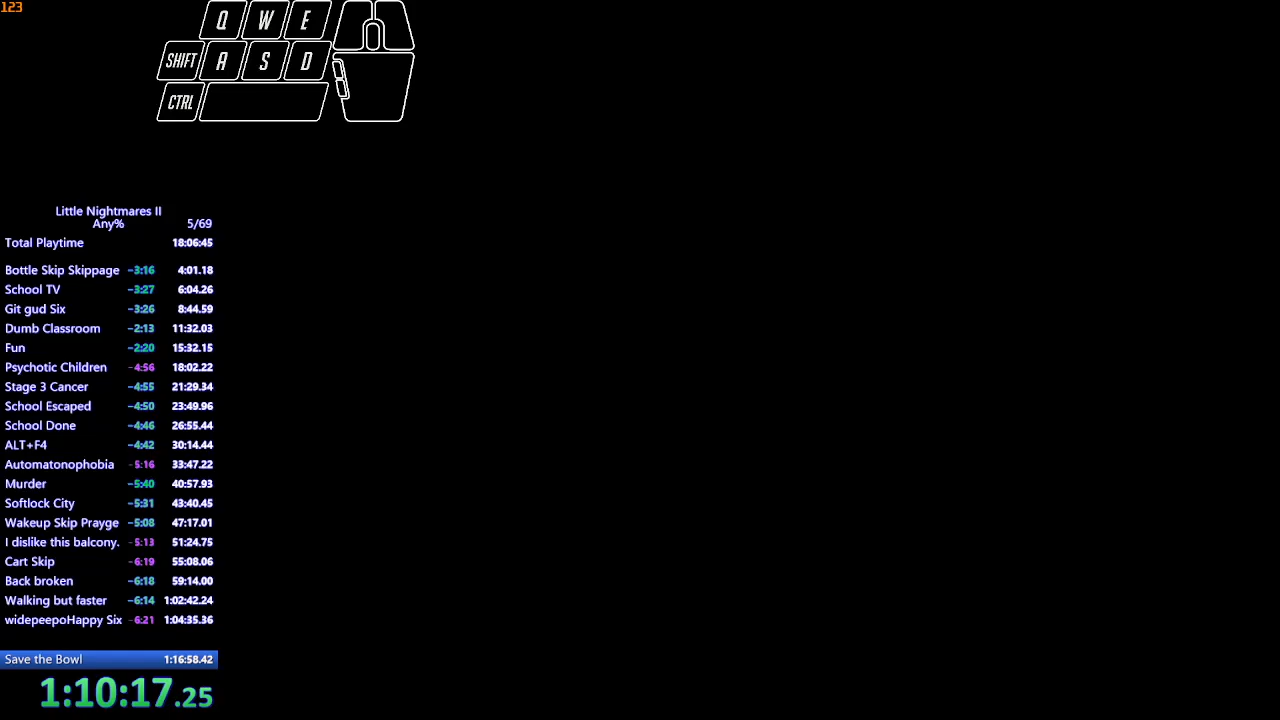 123
Q W E
SHIFT A S D
CTRL
Little Nightmares II
Any% 5/69
Total Playtime 18:06:45
Bottle Skip Skippage -3:16 4:01.18
School TV -3:27 6:04.26
Git gud Six -3:26 8:44.59
Dumb Classroom -2:13 11:32.03
Fun -2:20 15:32.15
Psychotic Children -4:56 18:02.22
Stage 3 Cancer -4:55 21:29.34
School Escaped -4:50 23:49.96
School Done -4:46 26:55.44
ALT+F4 -4:42 30:14.44
Automatonophobia -5:16 33:47.22
Murder -5:40 40:57.93
Softlock City -5:31 43:40.45
Wakeup Skip Prayge -5:08 47:17.01
I dislike this balcony. -5:13 51:24.75
Cart Skip -6:19 55:08.06
Back broken -6:18 59:14.00
Walking but faster -6:14 1:02:42.24
widepeepoHappy Six -6:21 1:04:35.36
Save the Bowl 1:16:58.42
1:10:17.25